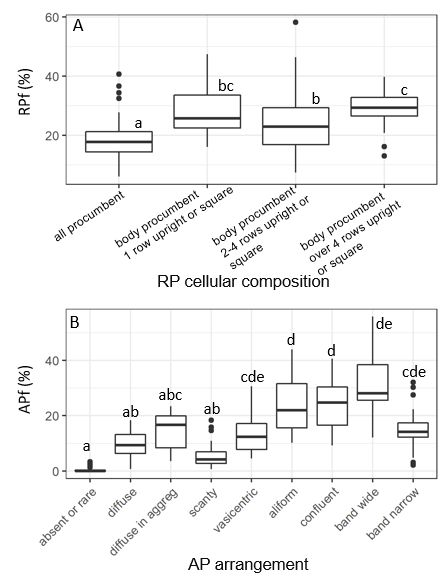 A
60
40
20
RPf (%)
a
bc
b
c
all procumbent
body procumbent
1 row upright or square
body procumbent
2-4 rows upright or
square
body procumbent
over 4 rows upright
or square
RP cellular composition
B
40
20
0
APf (%)
a
ab
abc
ab
cde
d
d
de
cde
absent or rare
diffuse
diffuse in aggreg
scanty
vasicentric
aliform
confluent
band wide
band narrow
AP arrangement